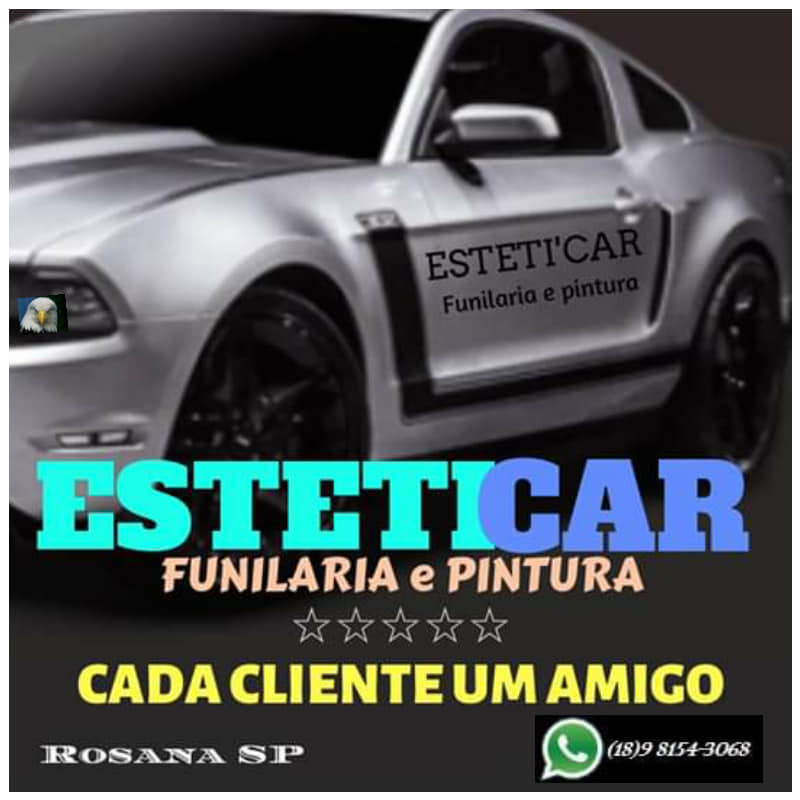 ESTETI'CAR
Funilaria e pintura
ESTETICAR
FUNILARIA e PINTURA
☆☆☆☆☆
CADA CLIENTE UM AMIGO
ROSANA SP
(18)9 8154-3068